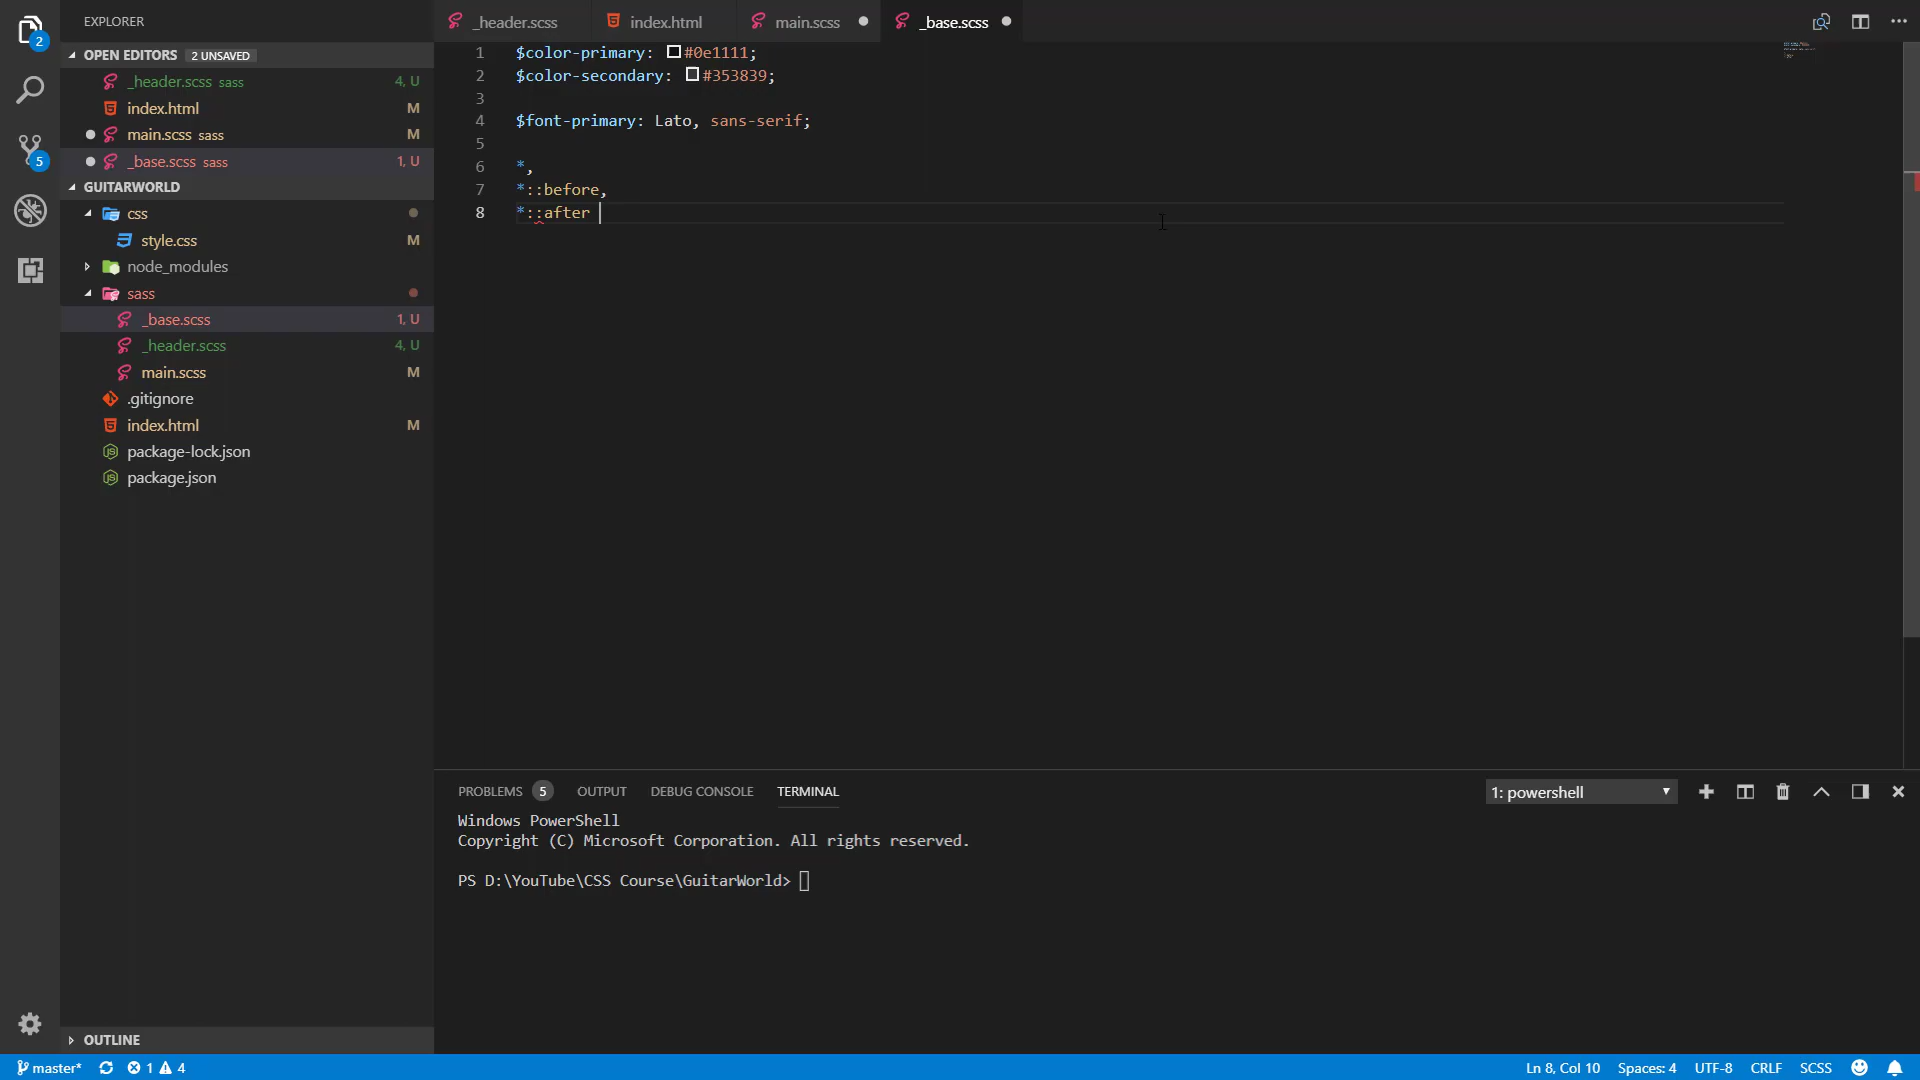 EXPLORER
OPEN EDITORS 2 UNSAVED
_header.scss sass 4, U
index.html M
main.scss sass M
_base.scss sass 1, U
GUITARWORLD
css
style.css M
node_modules
sass
_base.scss 1, U
_header.scss 4, U
main.scss M
.gitignore
index.html M
package-lock.json
package.json
OUTLINE
2
5
_header.scss index.html main.scss _base.scss
1 $color-primary: #0e1111;
2 $color-secondary: #353839;
3
4 $font-primary: Lato, sans-serif;
5
6 *,
7 *::before,
8 *::after
PROBLEMS 5 OUTPUT DEBUG CONSOLE TERMINAL 1: powershell
Windows PowerShell
Copyright (C) Microsoft Corporation. All rights reserved.
PS D:\YouTube\CSS Course\GuitarWorld>
master* 1 4 Ln 8, Col 10 Spaces: 4 UTF-8 CRLF SCSS